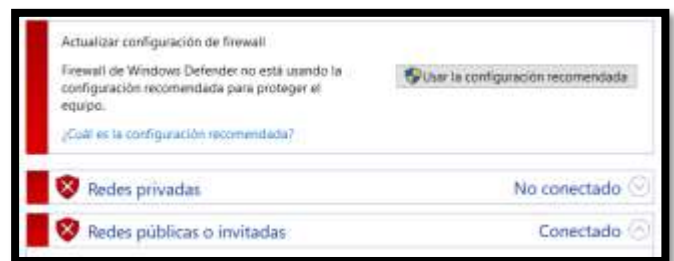 Actualizar configuración de firewall
Firewall de Windows Defender no está usando la
configuración recomendada para proteger el
equipo.
Usar la configuración recomendada
¿Cuál es la configuración recomendada?
Redes privadas No conectado
Redes públicas o invitadas Conectado